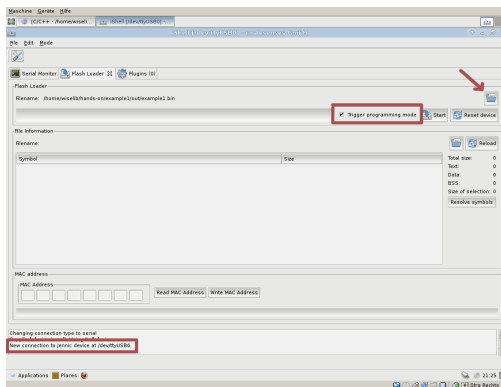 Maschine Geräte Hilfe
(C/C++ - /home/wiseli...
iShell [/dev/ttyUSB0] -
File Edit Mode
Serial Monitor Flash Loader Plugins (0)
Flash Loader
Filename: /home/wiselib/hands-on/example1/out/example1.bin
Trigger programming mode Start Reset device
File information
Filename: Reload
Symbol Size
Total size: 0
Text: 0
Data: 0
BSS: 0
Size of selection: 0
Resolve symbols
MAC address
MAC Address
Read MAC Address Write MAC Address
Changing connection type to serial
New connection to Jennic device at /dev/ttyUSB0
Applications Places 21:25
Strg Rechts